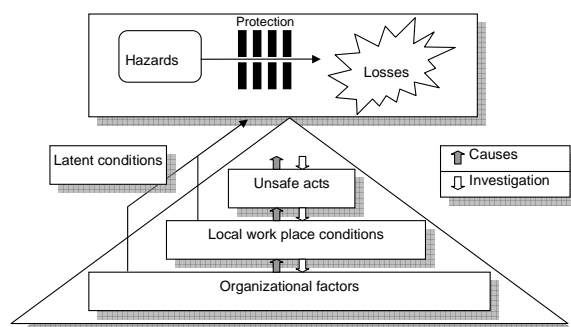 Protection
Hazards
Losses
Latent conditions
Causes
Investigation
Unsafe acts
Local work place conditions
Organizational factors